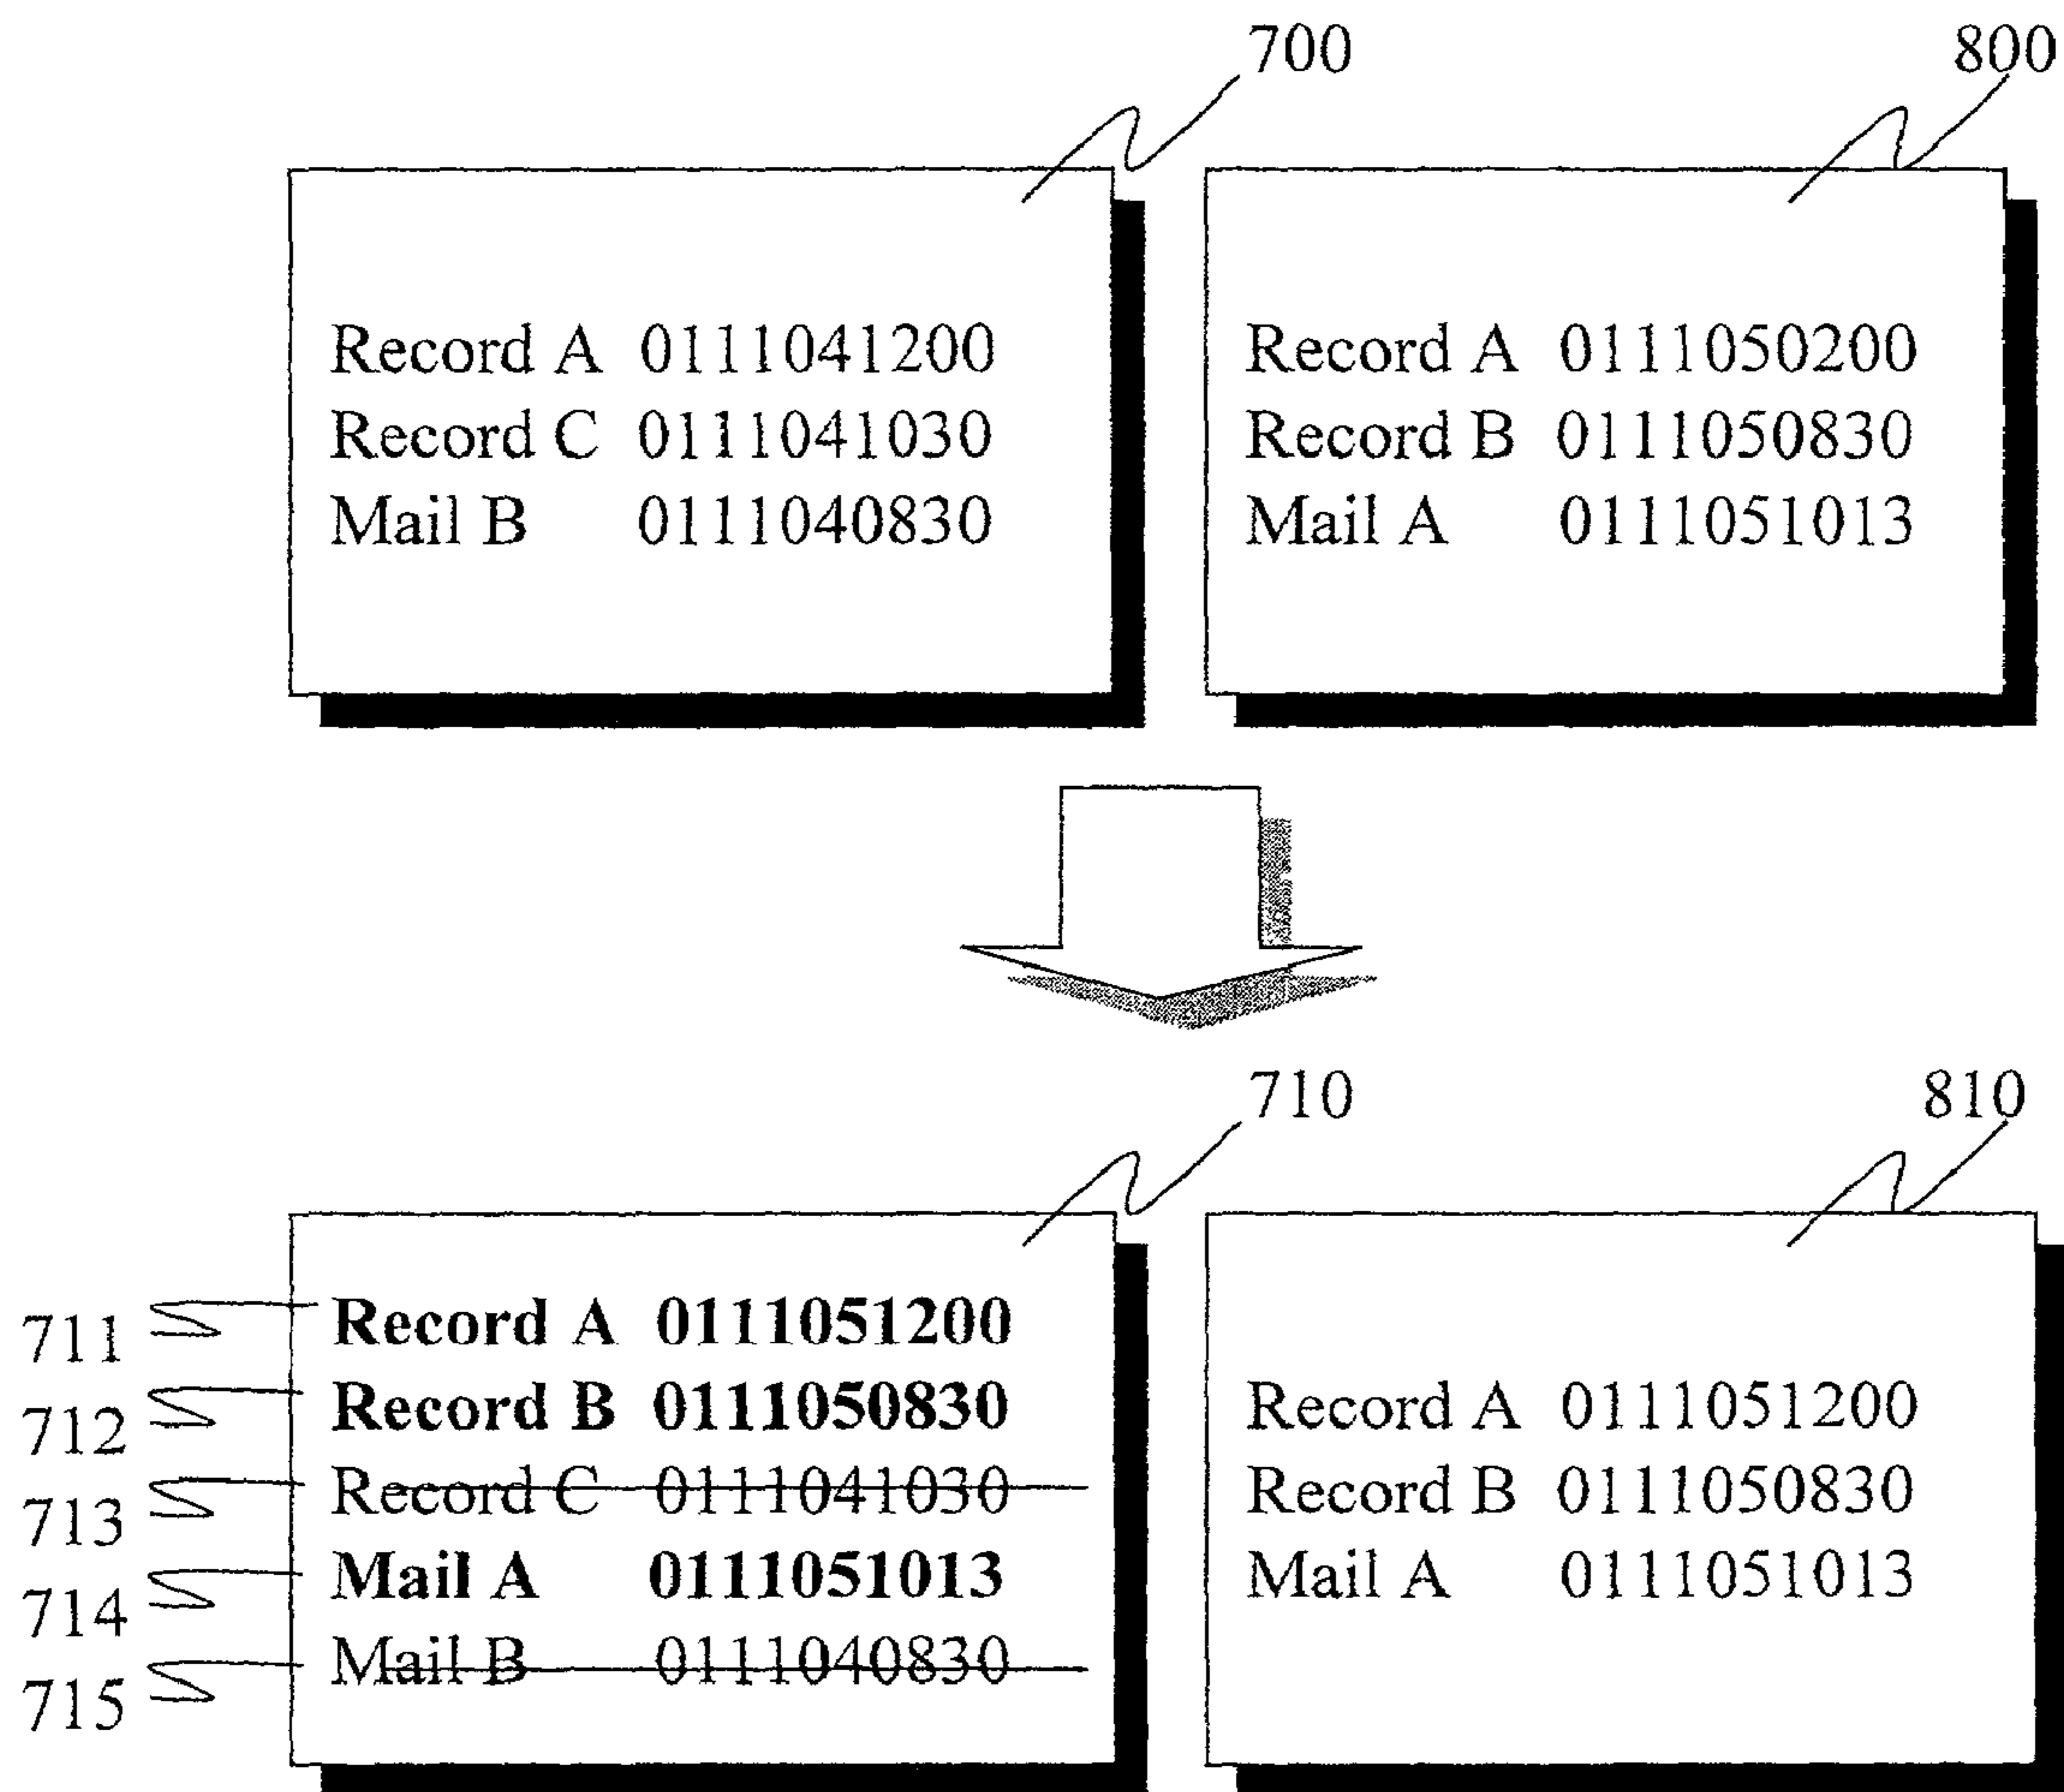 700
800
Record A 0111041200
Record C 0111041030
Mail B 0111040830
Record A 0111050200
Record B 0111050830
Mail A 0111051013
710
810
711
Record A 0111051200
712
Record B 0111050830
713
Record C 0111041030
714
Mail A 0111051013
715
Mail B 0111040830
Record A 0111051200
Record B 0111050830
Mail A 0111051013